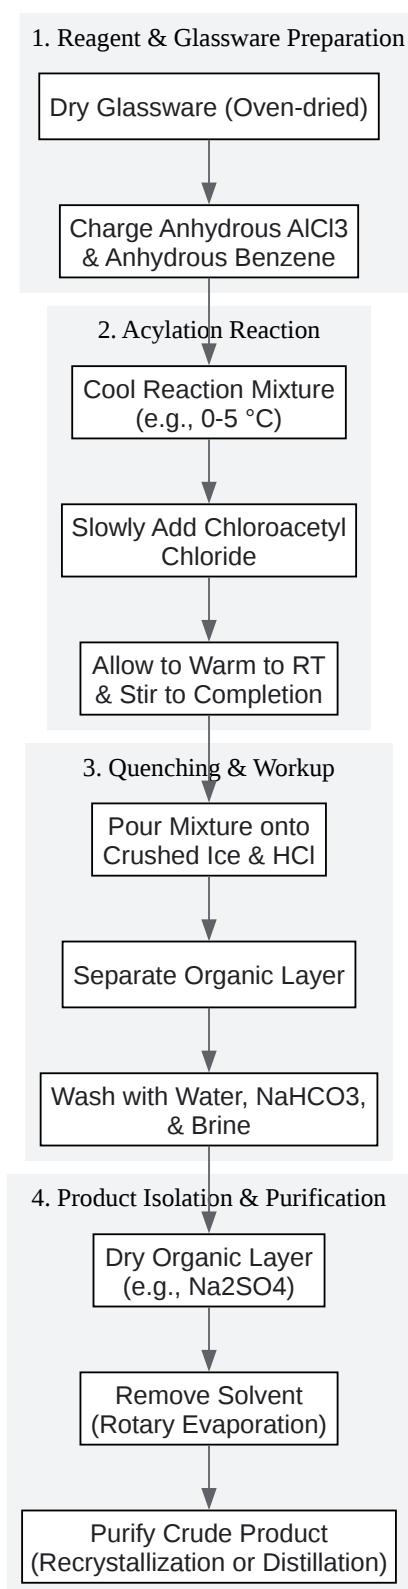 1. Reagent & Glassware Preparation
Dry Glassware (Oven-dried)
Charge Anhydrous AlCl3
& Anhydrous Benzene
2. Acylation Reaction
Cool Reaction Mixture
(e.g., 0-5 °C)
Slowly Add Chloroacetyl
Chloride
Allow to Warm to RT
& Stir to Completion
3. Quenching & Workup
Pour Mixture onto
Crushed Ice & HCl
Separate Organic Layer
Wash with Water, NaHCO3,
& Brine
4. Product Isolation & Purification
Dry Organic Layer
(e.g., Na2SO4)
Remove Solvent
(Rotary Evaporation)
Purify Crude Product
(Recrystallization or Distillation)